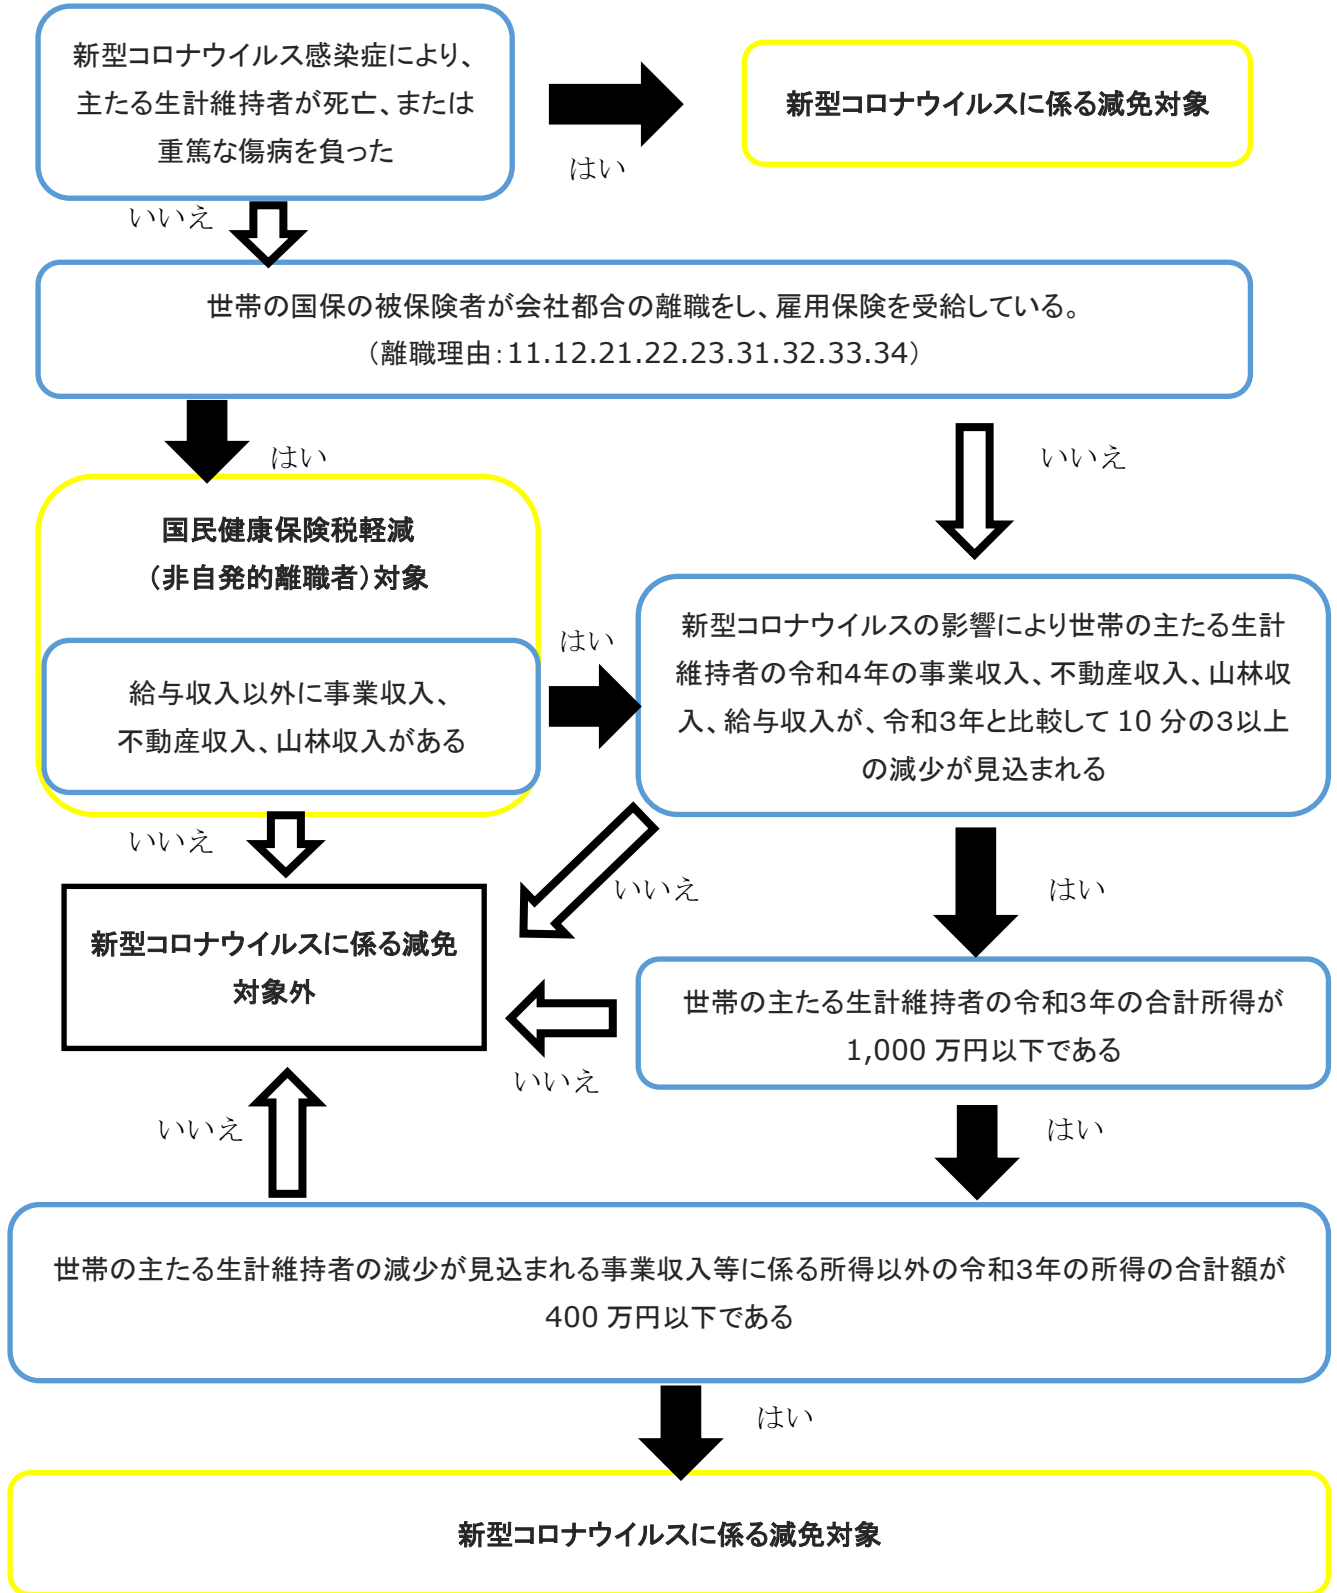 新型コロナウイルス感染症により、
主たる生計維持者が死亡、または
重篤な傷病を負った
はい
新型コロナウイルスに係る減免対象
いいえ
世帯の国保の被保険者が会社都合の離職をし、雇用保険を受給している。
（離職理由：11.12.21.22.23.31.32.33.34）
はい
いいえ
国民健康保険税軽減
（非自発的離職者）対象
給与収入以外に事業収入、
不動産収入、山林収入がある
はい
新型コロナウイルスの影響により世帯の主たる生計
維持者の令和4年の事業収入、不動産収入、山林収
入、給与収入が、令和3年と比較して 10 分の3以上
の減少が見込まれる
いいえ
いいえ
はい
新型コロナウイルスに係る減免
対象外
世帯の主たる生計維持者の令和3年の合計所得が
1,000 万円以下である
いいえ
いいえ
はい
世帯の主たる生計維持者の減少が見込まれる事業収入等に係る所得以外の令和3年の所得の合計額が
400 万円以下である
はい
新型コロナウイルスに係る減免対象